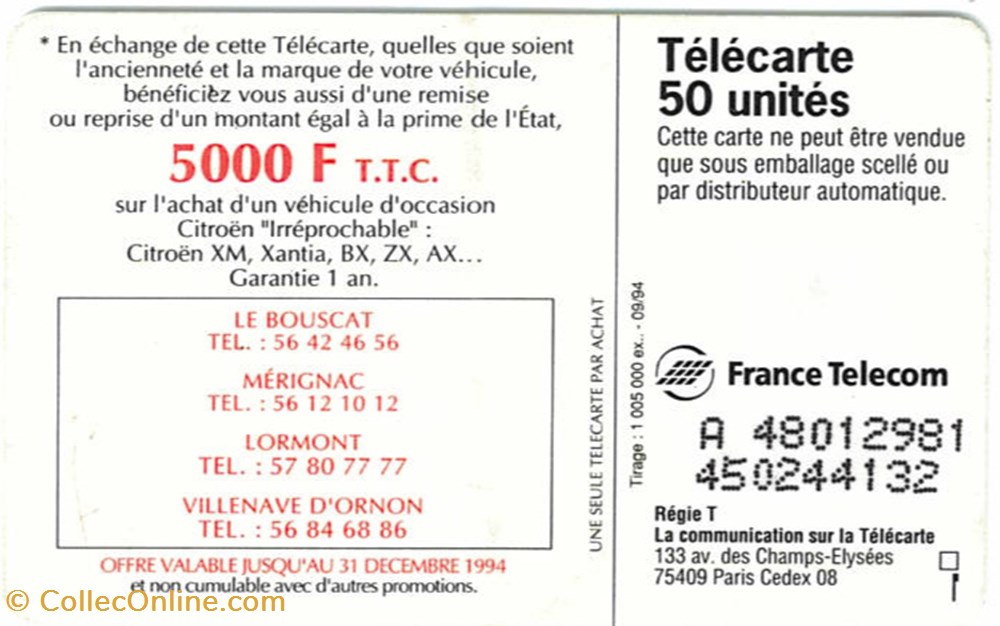 * En échange de cette Télécarte, quelles que soient
l'ancienneté et la marque de votre véhicule,
bénéficiez vous aussi d'une remise
ou reprise d'un montant égal à la prime de l'État,
5000 F T.T.C.
sur l'achat d'un véhicule d'occasion
Citroën "Irréprochable" :
Citroën XM, Xantia, BX, ZX, AX...
Garantie 1 an.
LE BOUSCAT
TEL. : 56 42 46 56
MÉRIGNAC
TEL. : 56 12 10 12
LORMONT
TEL. : 57 80 77 77
VILLENAVE D'ORNON
TEL. : 56 84 68 86
OFFRE VALABLE JUSQU'AU 31 DECEMBRE 1994
et non cumulable avec d'autres promotions.
UNE SEULE TELECARTE PAR ACHAT
Tirage : 1 005 000 ex.. - 09/94
Télécarte
50 unités
Cette carte ne peut être vendue
que sous emballage scellé ou
par distributeur automatique.
France Telecom
A 48012981
450244132
Régie T
La communication sur la Télécarte
133 av. des Champs-Elysées
75409 Paris Cedex 08
© CollecOnline.com